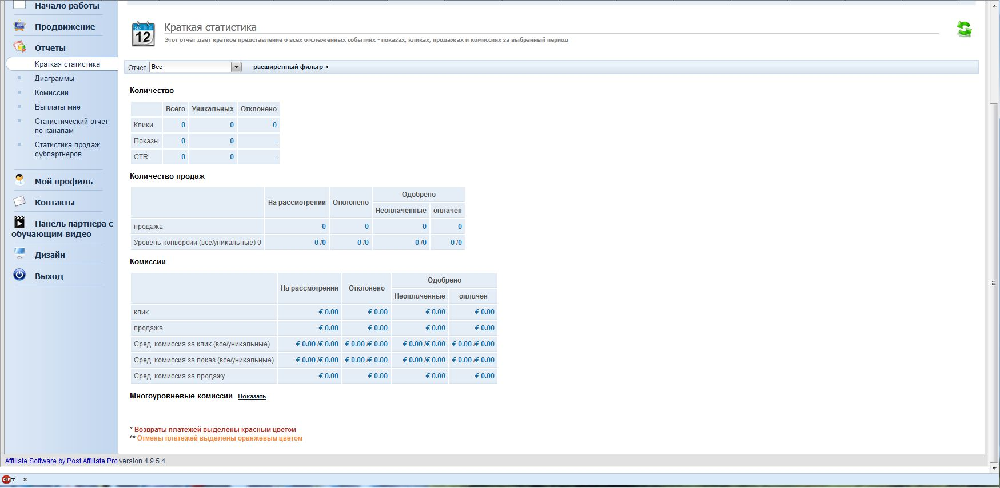 Начало работы
Продвижение
Отчеты
Краткая статистика
Диаграммы
Комиссии
Выплаты мне
Статистический отчет
по каналам
Статистика продаж
субпартнеров
Мой профиль
Контакты
Панель партнера с
обучающим видео
Дизайн
Выход
SEP
12
Краткая статистика
Этот отчет дает краткое представление о всех отслеженных событиях - показах, кликах, продажах и комиссиях за выбранный период
Отчет Все расширенный фильтр
Количество
Всего Уникальных Отклонено
Клики 0 0 0
Показы 0 0 -
CTR 0 0 -
Количество продаж
На рассмотрении Отклонено Одобрено
Неоплаченные оплачен
продажа 0 0 0 0
Уровень конверсии (все/уникальные) 0 0 /0 0 /0 0 /0 0 /0
Комиссии
На рассмотрении Отклонено Одобрено
Неоплаченные оплачен
клик € 0.00 € 0.00 € 0.00 € 0.00
продажа € 0.00 € 0.00 € 0.00 € 0.00
Сред. комиссия за клик (все/уникальные) € 0.00 /€ 0.00 € 0.00 /€ 0.00 € 0.00 /€ 0.00 € 0.00 /€ 0.00
Сред. комиссия за показ (все/уникальные) € 0.00 /€ 0.00 € 0.00 /€ 0.00 € 0.00 /€ 0.00 € 0.00 /€ 0.00
Сред. комиссия за продажу € 0.00 € 0.00 € 0.00 € 0.00
Многоуровневые комиссии Показать
* Возвраты платежей выделены красным цветом
** Отмены платежей выделены оранжевым цветом
Affiliate Software by Post Affiliate Pro version 4.9.5.4
ABP